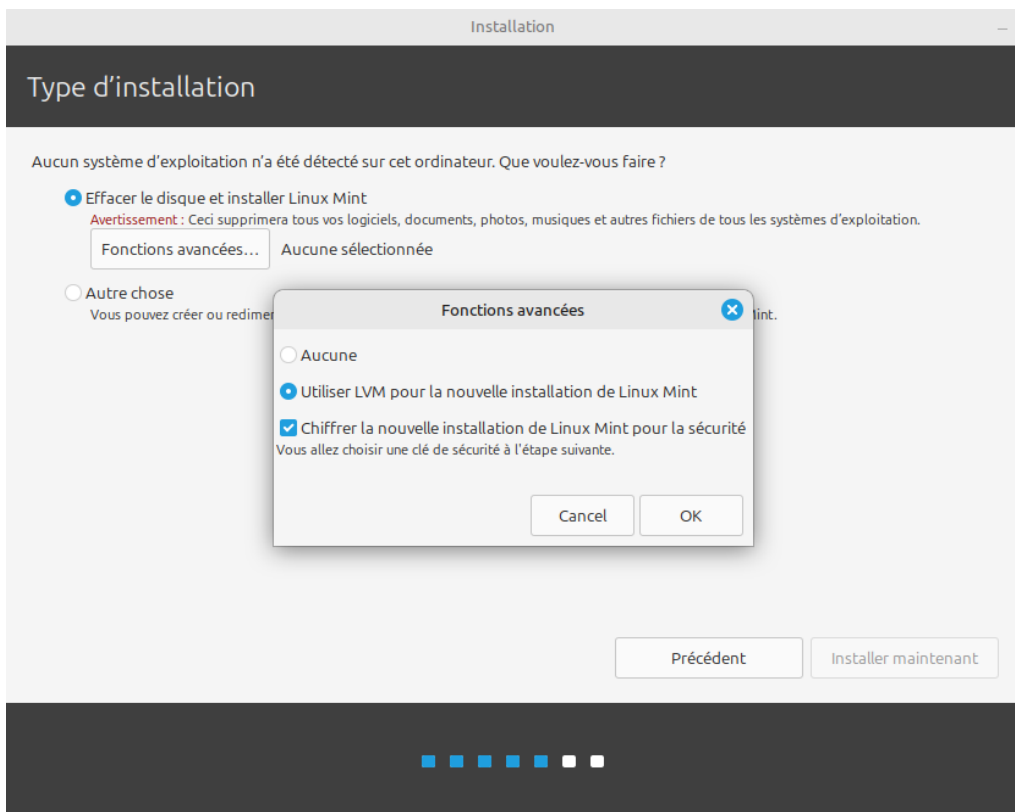 Installation
Type d’installation
Aucun système d’exploitation n’a été détecté sur cet ordinateur. Que voulez-vous faire ?
Effacer le disque et installer Linux Mint
Avertissement : Ceci supprimera tous vos logiciels, documents, photos, musiques et autres fichiers de tous les systèmes d’exploitation.
Fonctions avancées... Aucune sélectionnée
Autre chose
Vous pouvez créer ou redimen
int.
Fonctions avancées
Aucune
Utiliser LVM pour la nouvelle installation de Linux Mint
Chiffrer la nouvelle installation de Linux Mint pour la sécurité
Vous allez choisir une clé de sécurité à l'étape suivante.
Cancel OK
Précédent Installer maintenant